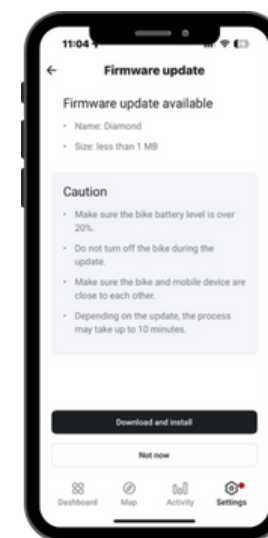 11:04
Firmware update
Firmware update available
• Name: Diamond
• Size: less than 1 MB
Caution
• Make sure the bike battery level is over
20%.
• Do not turn off the bike during the
update.
• Make sure the bike and mobile device are
close to each other.
• Depending on the update, the process
may take up to 10 minutes.
Download and install
Not now
Dashboard Map Activity Settings